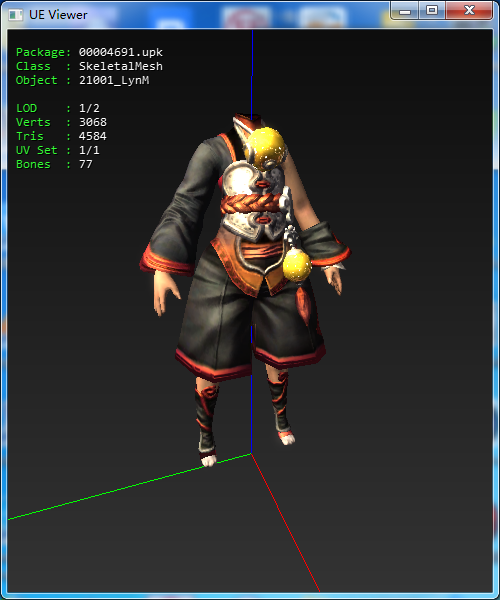 UE Viewer
Package: 00004691.upk
Class  : SkeletalMesh
Object : 21001_LynM
LOD    : 1/2
Verts  : 3068
Tris   : 4584
UV Set : 1/1
Bones  : 77